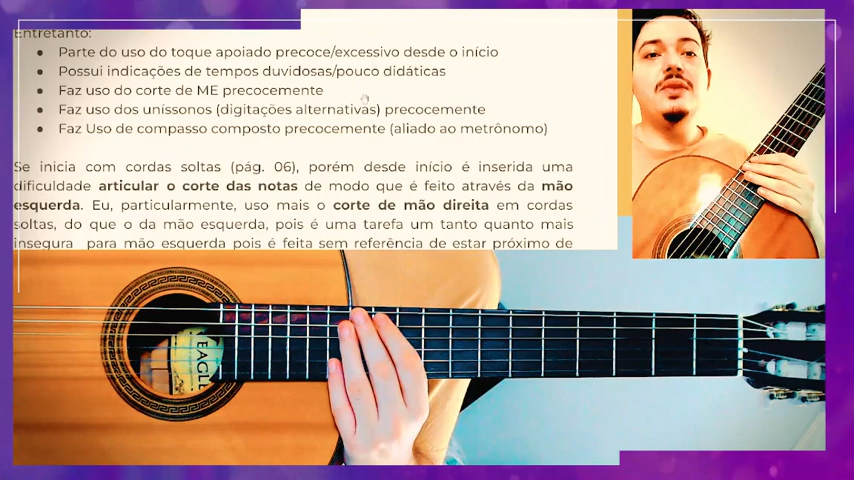 Entretanto:
● Parte do uso do toque apoiado precoce/excessivo desde o início
● Possui indicações de tempos duvidosas/pouco didáticas
● Faz uso do corte de ME precocemente
● Faz uso dos uníssonos (digitações alternativas) precocemente
● Faz Uso de compasso composto precocemente (aliado ao metrônomo)
Se inicia com cordas soltas (pág. 06), porém desde início é inserida uma
dificuldade articular o corte das notas de modo que é feito através da mão
esquerda. Eu, particularmente, uso mais o corte de mão direita em cordas
soltas, do que o da mão esquerda, pois é uma tarefa um tanto quanto mais
insegura para mão esquerda pois é feita sem referência de estar próximo de
EAGLE